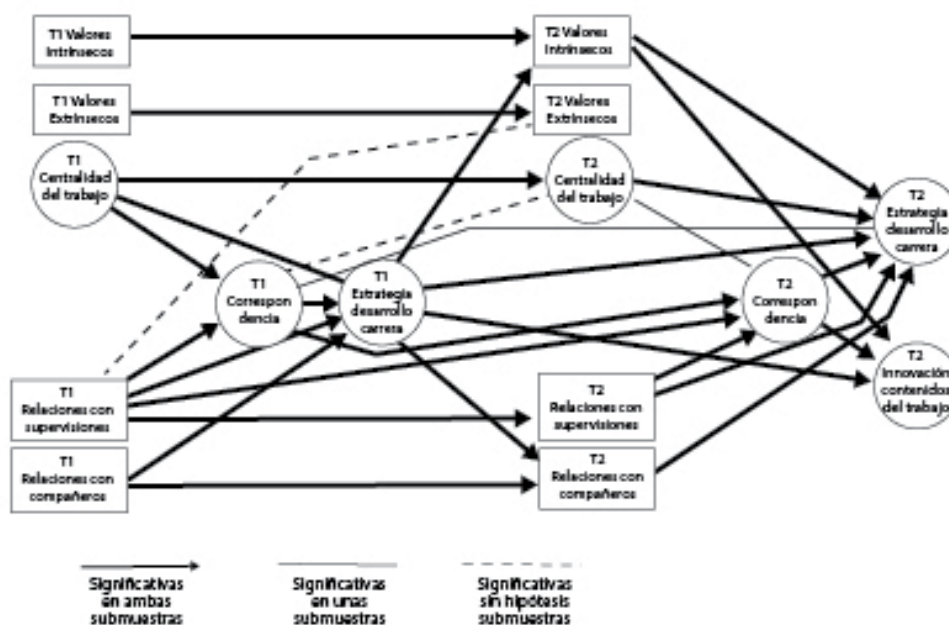 T1 Valores
Intrínsecos
T2 Valores
Intrínsecos
T1 Valores
Extrínsecos
T2 Valores
Extrínsecos
T1
Centralidad
del trabajo
T2
Centralidad
del trabajo
T2
Estrategia
desarrollo
carrera
T1
Correspon
dencia
T1
Estrategia
desarrollo
carrera
T2
Correspon
dencia
T2
Innovación
contenidos
del trabajo
T1
Relaciones con
supervisiones
T2
Relaciones con
supervisiones
T1
Relaciones con
compañeros
T2
Relaciones con
compañeros
Significativas
en ambas
submuestras
Significativas
en unas
submuestras
Significativas
sin hipótesis
submuestras